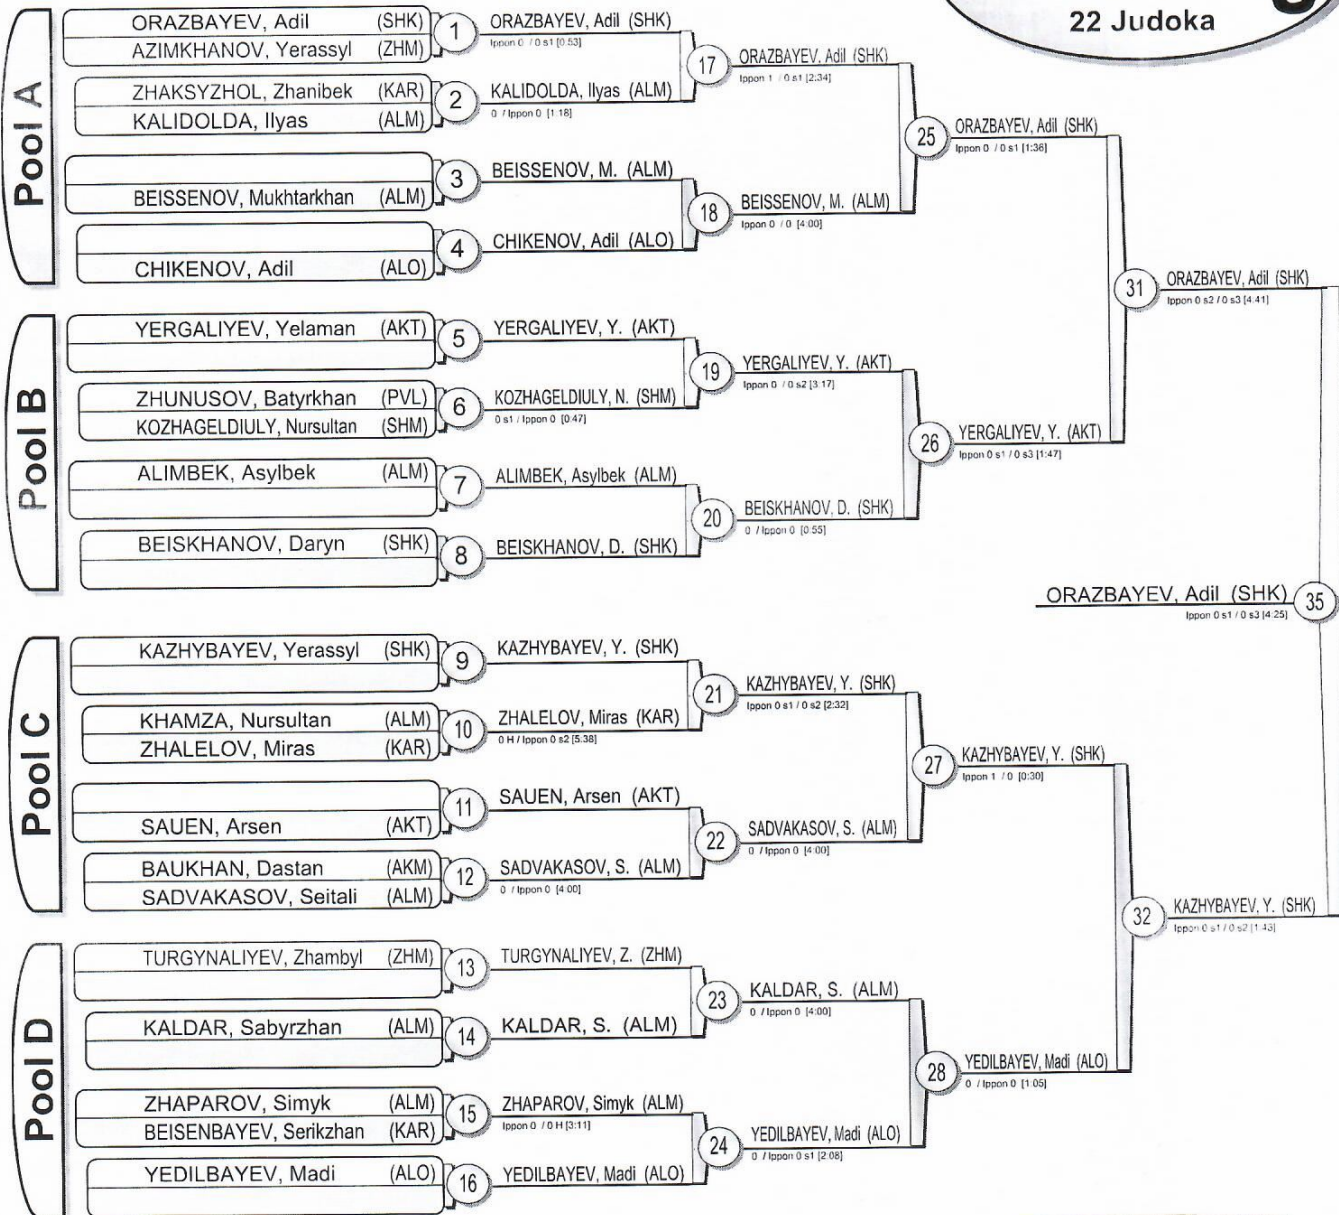 22 Judoka
Pool A
ORAZBAYEV, Adil (SHK)
AZIMKHANOV, Yerassyl (ZHM)
1
ORAZBAYEV, Adil (SHK)
Ippon 0 / 0 s1 [0:53]
ZHAKSYZHOL, Zhanibek (KAR)
KALIDOLDA, Ilyas (ALM)
2
KALIDOLDA, Ilyas (ALM)
0 / Ippon 0 [1:18]
17
ORAZBAYEV, Adil (SHK)
Ippon 1 / 0 s1 [2:34]
BEISSENOV, Mukhtarkhan (ALM)
3
BEISSENOV, M. (ALM)
CHIKENOV, Adil (ALO)
4
CHIKENOV, Adil (ALO)
18
BEISSENOV, M. (ALM)
Ippon 0 / 0 [4:00]
25
ORAZBAYEV, Adil (SHK)
Ippon 0 / 0 s1 [1:36]
Pool B
YERGALIYEV, Yelaman (AKT)
5
YERGALIYEV, Y. (AKT)
ZHUNUSOV, Batyrkhan (PVL)
KOZHAGELDIULY, Nursultan (SHM)
6
KOZHAGELDIULY, N. (SHM)
0 s1 / Ippon 0 [0:47]
19
YERGALIYEV, Y. (AKT)
Ippon 0 / 0 s2 [3:17]
ALIMBEK, Asylbek (ALM)
7
ALIMBEK, Asylbek (ALM)
BEISKHANOV, Daryn (SHK)
8
BEISKHANOV, D. (SHK)
20
BEISKHANOV, D. (SHK)
0 / Ippon 0 [0:55]
26
YERGALIYEV, Y. (AKT)
Ippon 0 s1 / 0 s3 [1:47]
31
ORAZBAYEV, Adil (SHK)
Ippon 0 s2 / 0 s3 [4:41]
ORAZBAYEV, Adil (SHK)
Ippon 0 s1 / 0 s3 [4:25]
35
Pool C
KAZHYBAYEV, Yerassyl (SHK)
9
KAZHYBAYEV, Y. (SHK)
KHAMZA, Nursultan (ALM)
ZHALELOV, Miras (KAR)
10
ZHALELOV, Miras (KAR)
0 H / Ippon 0 s2 [5:38]
21
KAZHYBAYEV, Y. (SHK)
Ippon 0 s1 / 0 s2 [2:32]
SAUEN, Arsen (AKT)
11
SAUEN, Arsen (AKT)
BAUKHAN, Dastan (AKM)
SADVAKASOV, Seitali (ALM)
12
SADVAKASOV, S. (ALM)
0 / Ippon 0 [4:00]
22
SADVAKASOV, S. (ALM)
0 / Ippon 0 [4:00]
27
KAZHYBAYEV, Y. (SHK)
Ippon 1 / 0 [0:30]
Pool D
TURGYNALIYEV, Zhambyl (ZHM)
13
TURGYNALIYEV, Z. (ZHM)
KALDAR, Sabyrzhan (ALM)
14
KALDAR, S. (ALM)
23
KALDAR, S. (ALM)
0 / Ippon 0 [4:00]
ZHAPAROV, Simyk (ALM)
BEISENBAYEV, Serikzhan (KAR)
15
ZHAPAROV, Simyk (ALM)
Ippon 0 / 0 H [3:11]
YEDILBAYEV, Madi (ALO)
16
YEDILBAYEV, Madi (ALO)
24
YEDILBAYEV, Madi (ALO)
0 / Ippon 0 s1 [2:08]
28
YEDILBAYEV, Madi (ALO)
0 / Ippon 0 [1:05]
32
KAZHYBAYEV, Y. (SHK)
Ippon 0 s1 / 0 s2 [1:43]